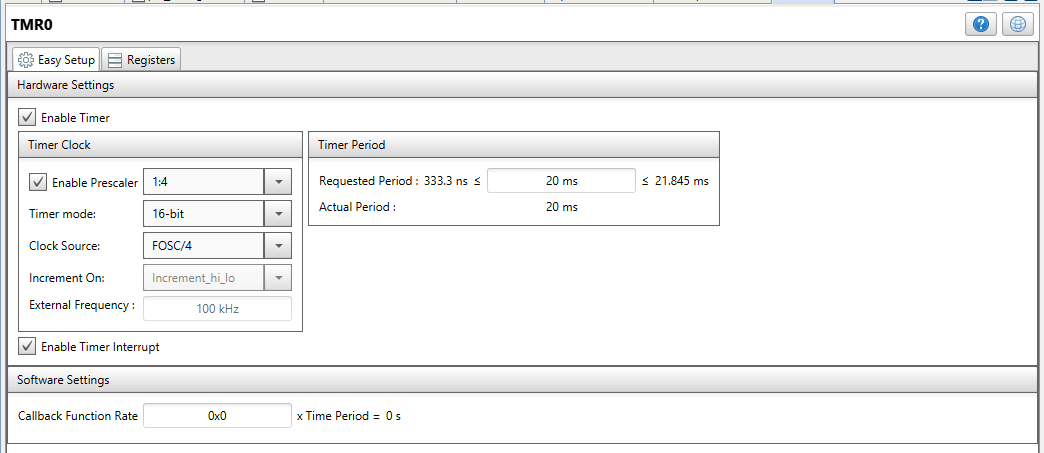 TMR0
Easy Setup Registers
Hardware Settings
Enable Timer
Timer Clock
Enable Prescaler 1:4
Timer mode: 16-bit
Clock Source: FOSC/4
Increment On: Increment_hi_lo
External Frequency : 100 kHz
Timer Period
Requested Period : 333.3 ns ≤ 20 ms ≤ 21.845 ms
Actual Period : 20 ms
Enable Timer Interrupt
Software Settings
Callback Function Rate 0x0 x Time Period = 0 s